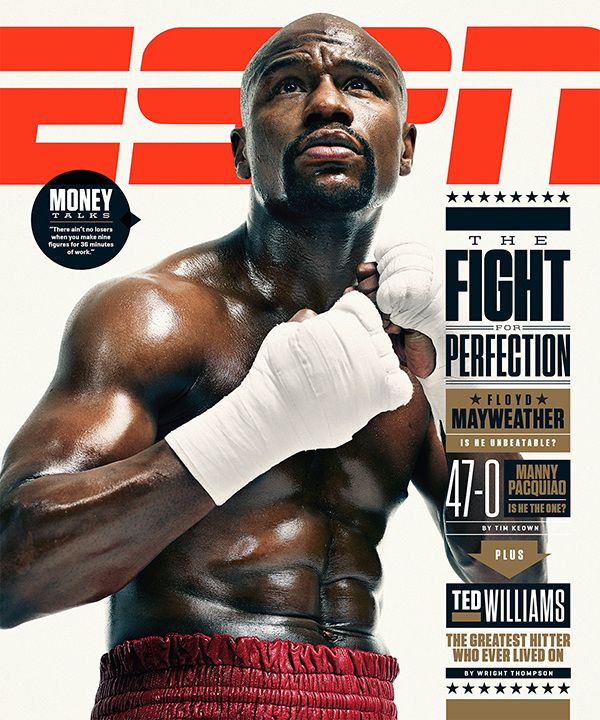 ESPN
MONEY
TALKS
"There ain't no losers
when you make nine
figures for 36 minutes
of work."
THE
FIGHT
FOR
PERFECTION
★ FLOYD ★
MAYWEATHER
IS HE UNBEATABLE?
47-0
MANNY
PACQUIAO
IS HE THE ONE?
BY TIM KEOWN
PLUS
TED WILLIAMS
THE GREATEST HITTER
WHO EVER LIVED ON
BY WRIGHT THOMPSON